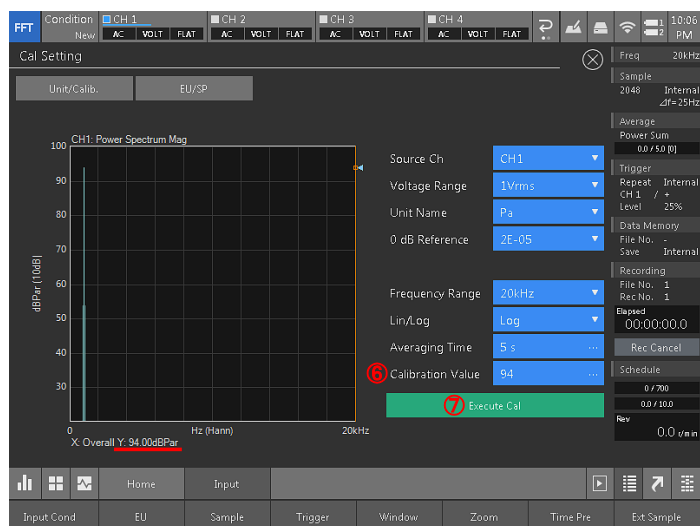 FFT
Condition
New
CH 1
AC VOLT FLAT
CH 2
AC VOLT FLAT
CH 3
AC VOLT FLAT
CH 4
AC VOLT FLAT
1
2
10:06
PM
Cal Setting
Unit/Calib.
EU/SP
CH1: Power Spectrum Mag
100
90
80
70
60
50
40
30
dBPar (10dB)
0
Hz (Hann)
20kHz
X: Overall Y: 94.00dBPar
Source Ch CH1
Voltage Range 1Vrms
Unit Name Pa
0 dB Reference 2E-05
Frequency Range 20kHz
Lin/Log Log
Averaging Time 5 s ...
⑥ Calibration Value 94 ...
⑦ Execute Cal
Freq 20kHz
Sample
2048 Internal
⊿f=25Hz
Average
Power Sum
0.0 / 5.0 [0]
Trigger
Repeat Internal
CH 1 / +
Level 25%
Data Memory
File No. -
Save Internal
Recording
File No. 1
Rec No. 1
Elapsed
00:00:00.0
Rec Cancel
Schedule
0 / 700
0.0 / 10.0
Rev
0.0 r/min
Home
Input
Input Cond
EU
Sample
Trigger
Window
Zoom
Time Pre
Ext Sample